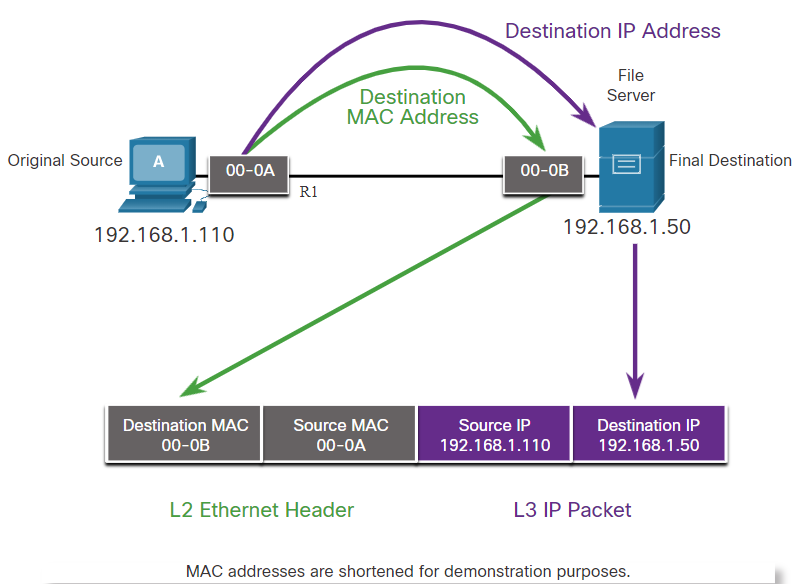 Destination IP Address
File
Server
Destination
MAC Address
Original Source
A
00-0A
00-0B
Final Destination
R1
192.168.1.110
192.168.1.50
Destination MAC
00-0B
Source MAC
00-0A
Source IP
192.168.1.110
Destination IP
192.168.1.50
L2 Ethernet Header
L3 IP Packet
MAC addresses are shortened for demonstration purposes.